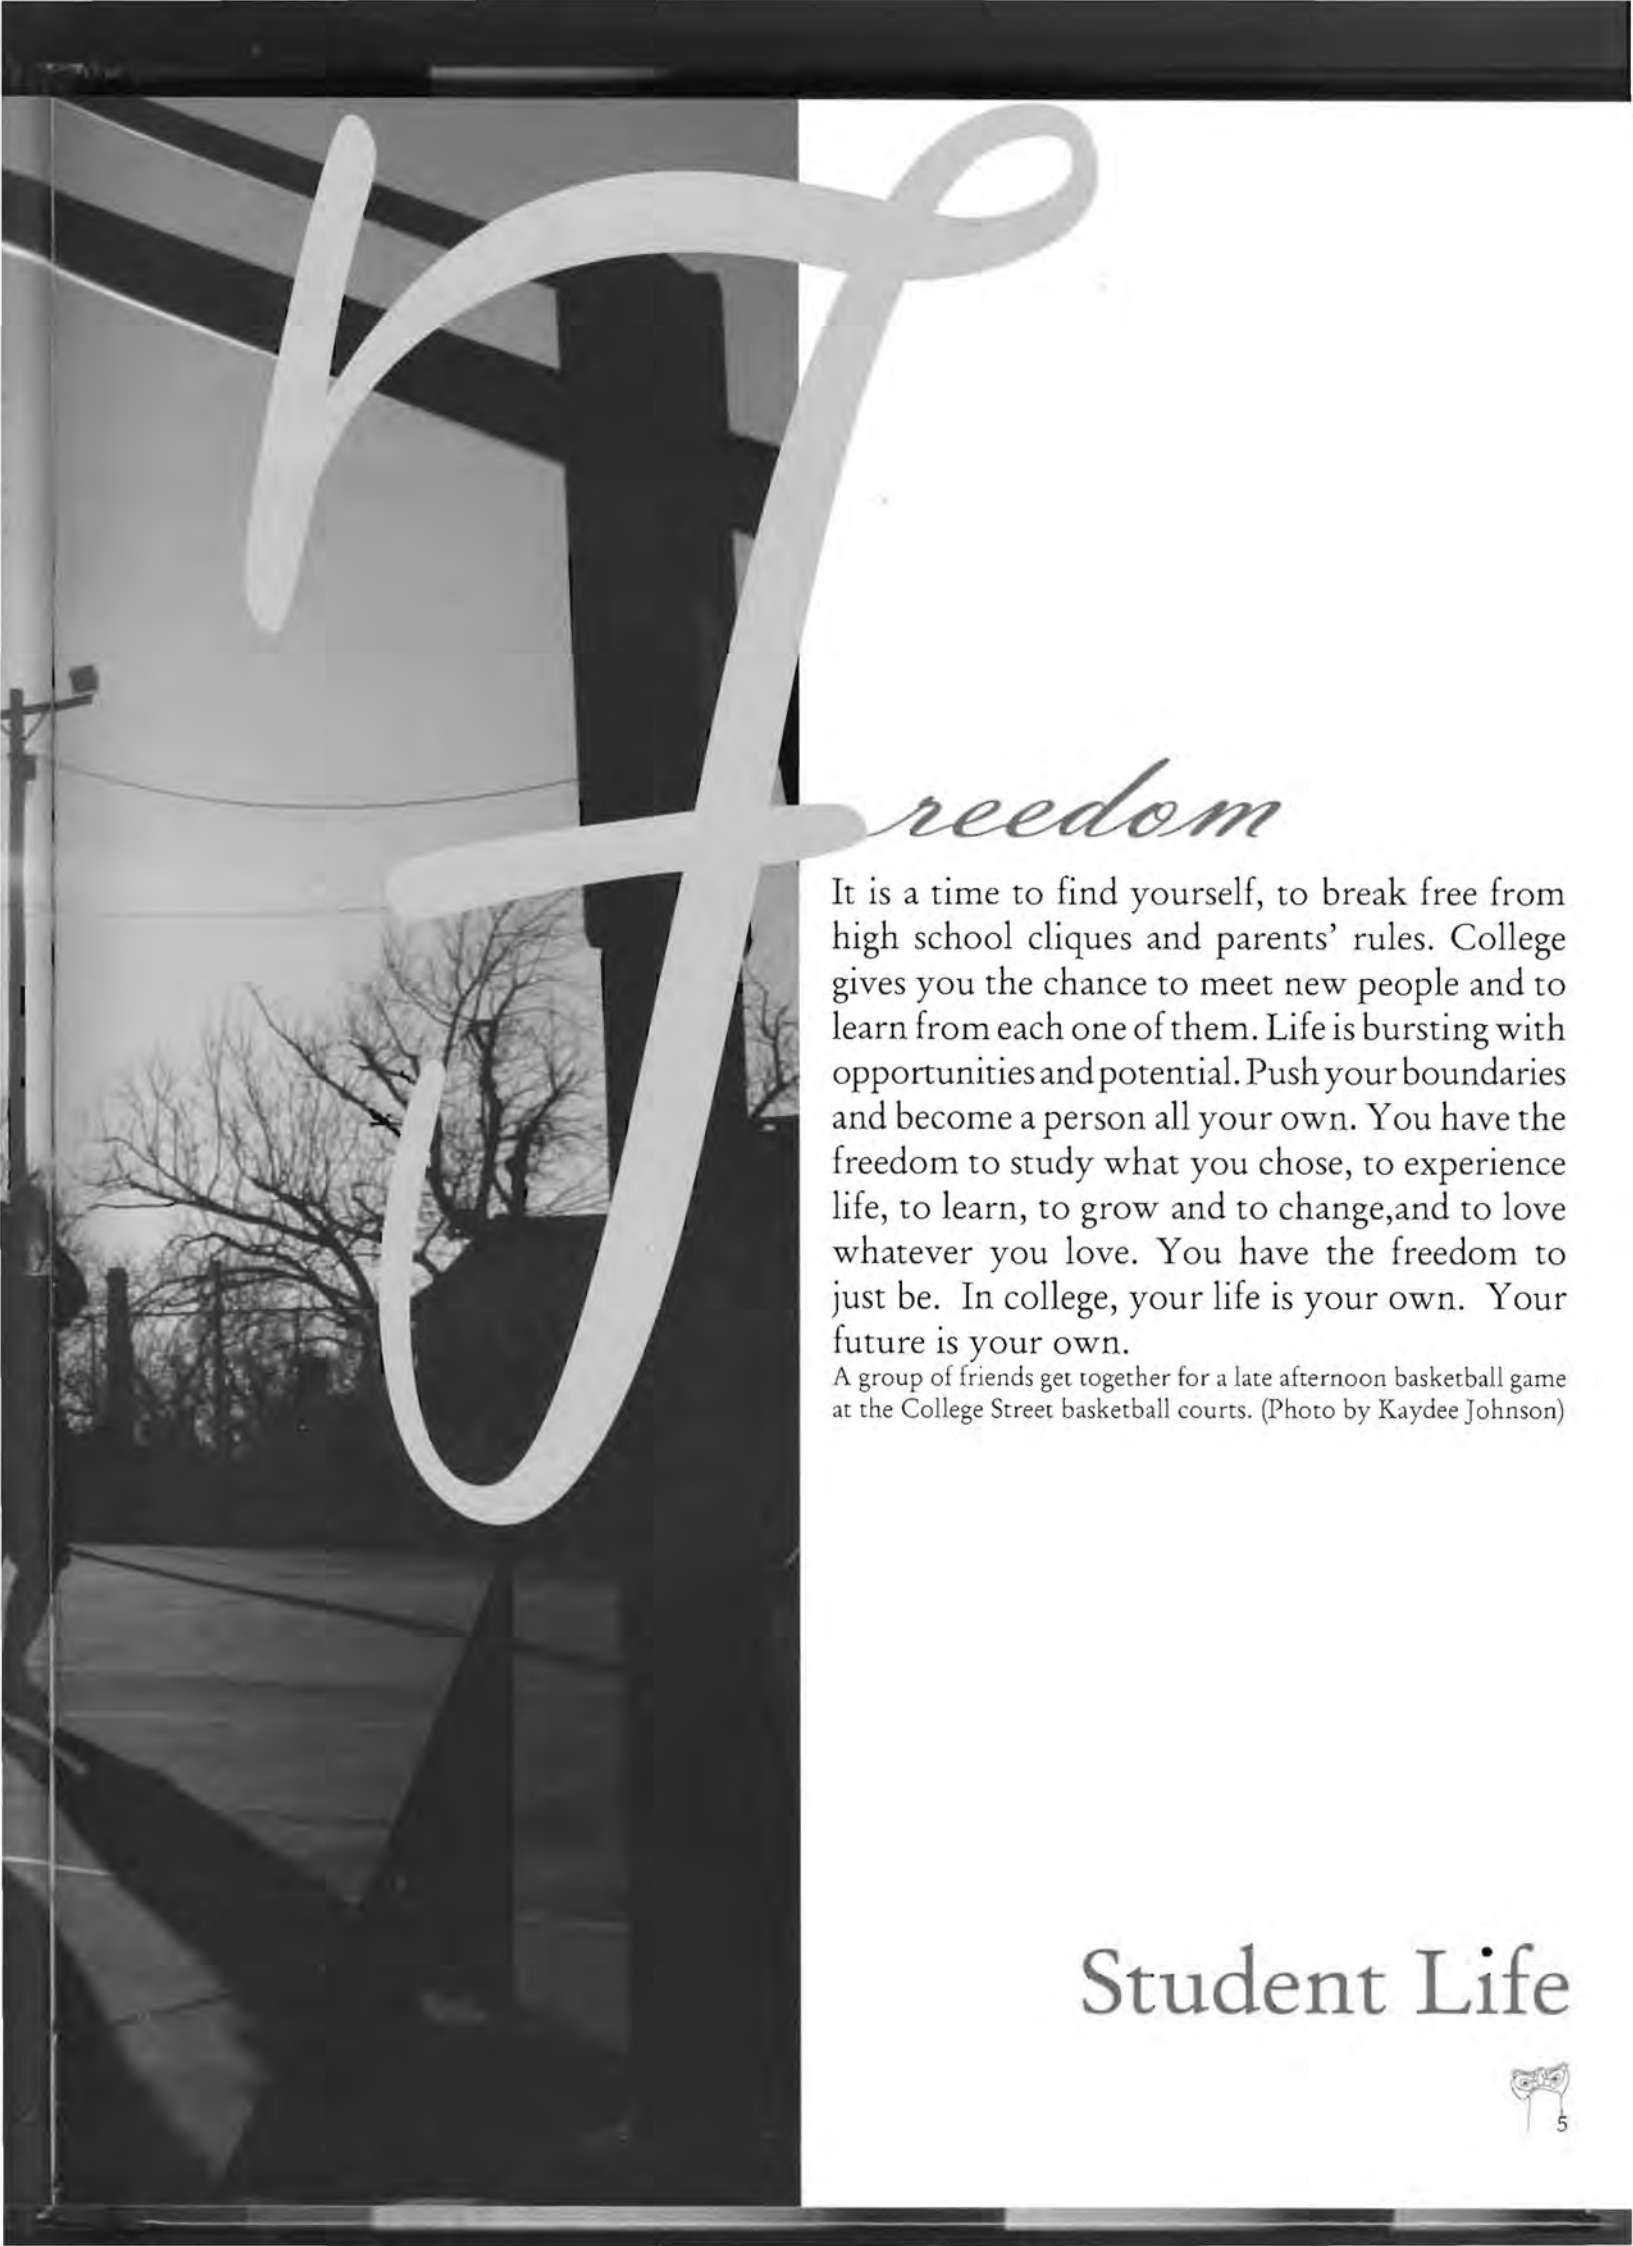 Freedom
It is a time to find yourself, to break free from
high school cliques and parents’ rules. College
gives you the chance to meet new people and to
learn from each one of them. Life is bursting with
opportunities and potential. Push your boundaries
and become a person all your own. You have the
freedom to study what you chose, to experience
life, to learn, to grow and to change,and to love
whatever you love. You have the freedom to
just be. In college, your life is your own. Your
future is your own.
A group of friends get together for a late afternoon basketball game
at the College Street basketball courts. (Photo by Kaydee Johnson)
Student Life
5